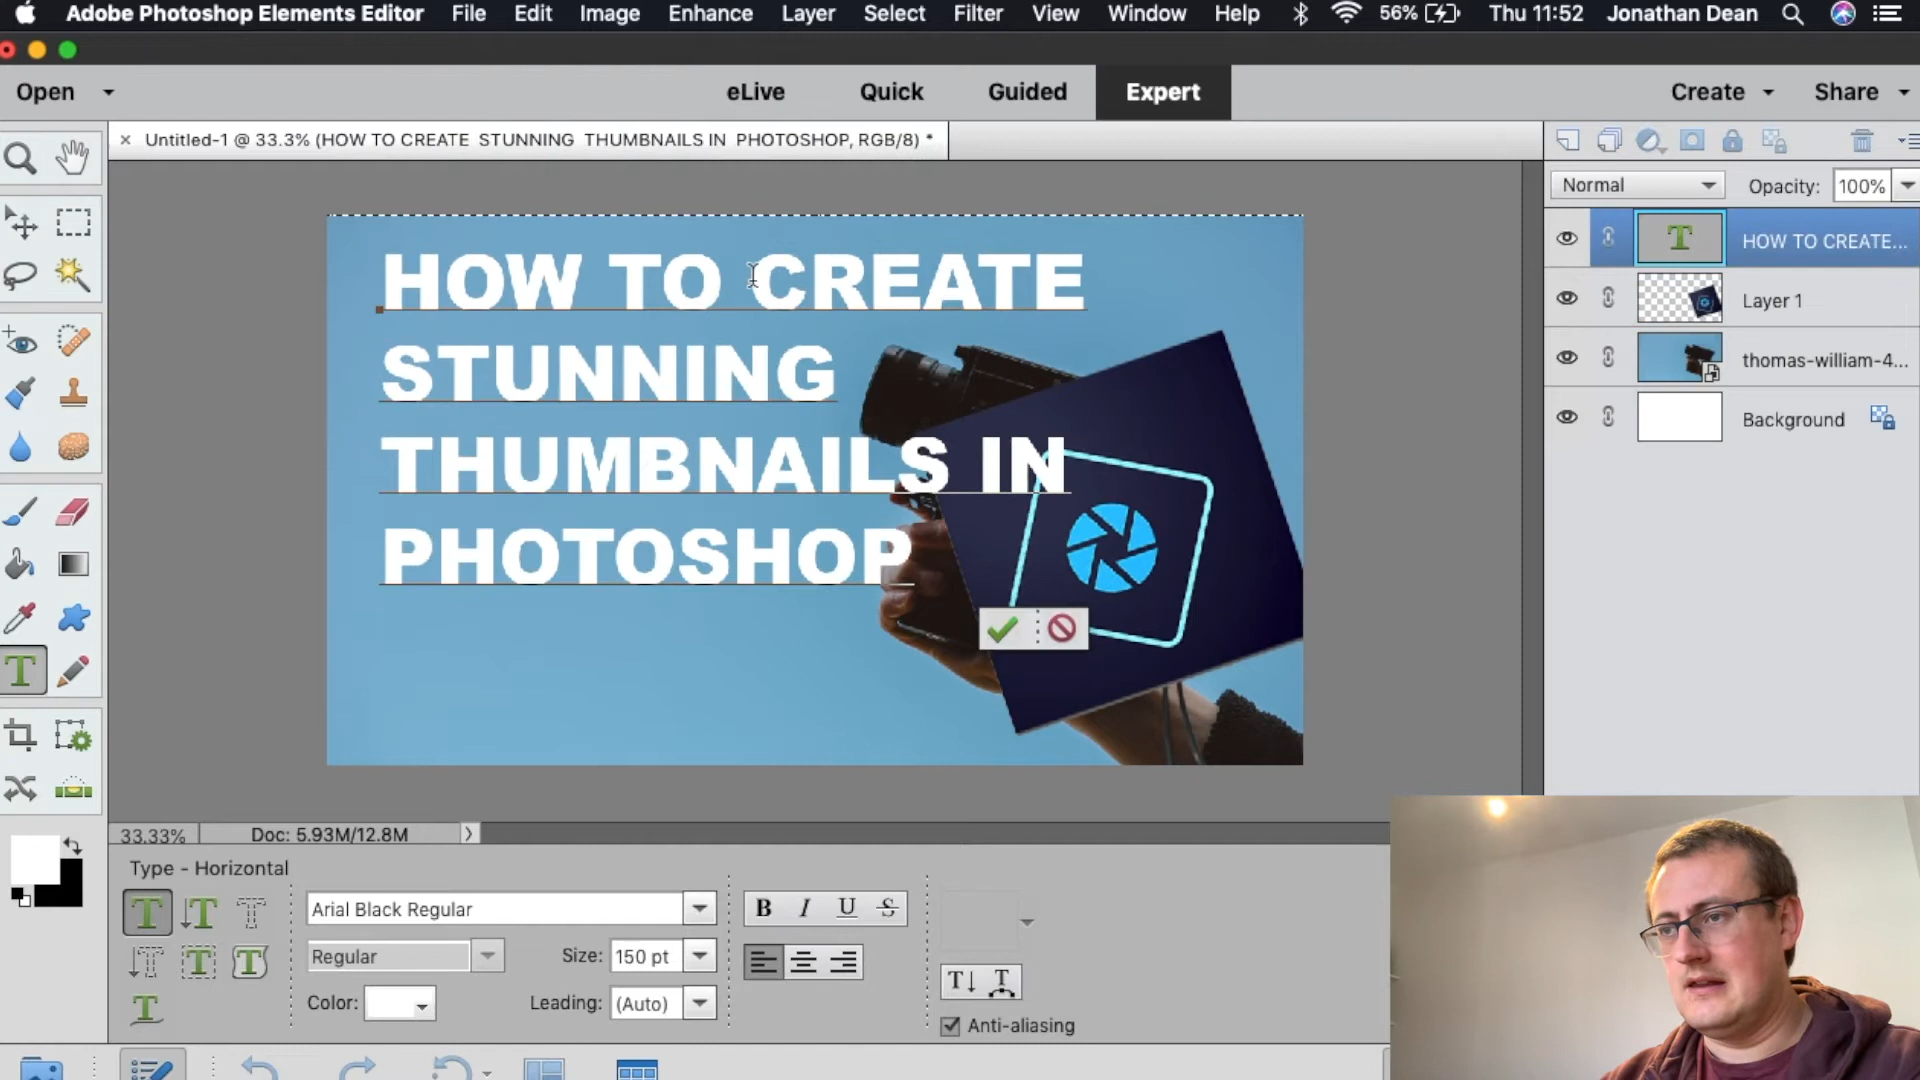 Adobe Photoshop Elements Editor File Edit Image Enhance Layer Select Filter View Window Help 56% Thu 11:52 Jonathan Dean
Open eLive Quick Guided Expert Create Share
× Untitled-1 @ 33.3% (HOW TO CREATE STUNNING THUMBNAILS IN PHOTOSHOP, RGB/8) *
Normal Opacity: 100%
HOW TO CREATE...
Layer 1
thomas-william-4...
Background
HOW TO CREATE
STUNNING
THUMBNAILS IN
PHOTOSHOP
33.33% Doc: 5.93M/12.8M
Type - Horizontal
Arial Black Regular B I U S
Regular Size: 150 pt
Color: Leading: (Auto)
Anti-aliasing